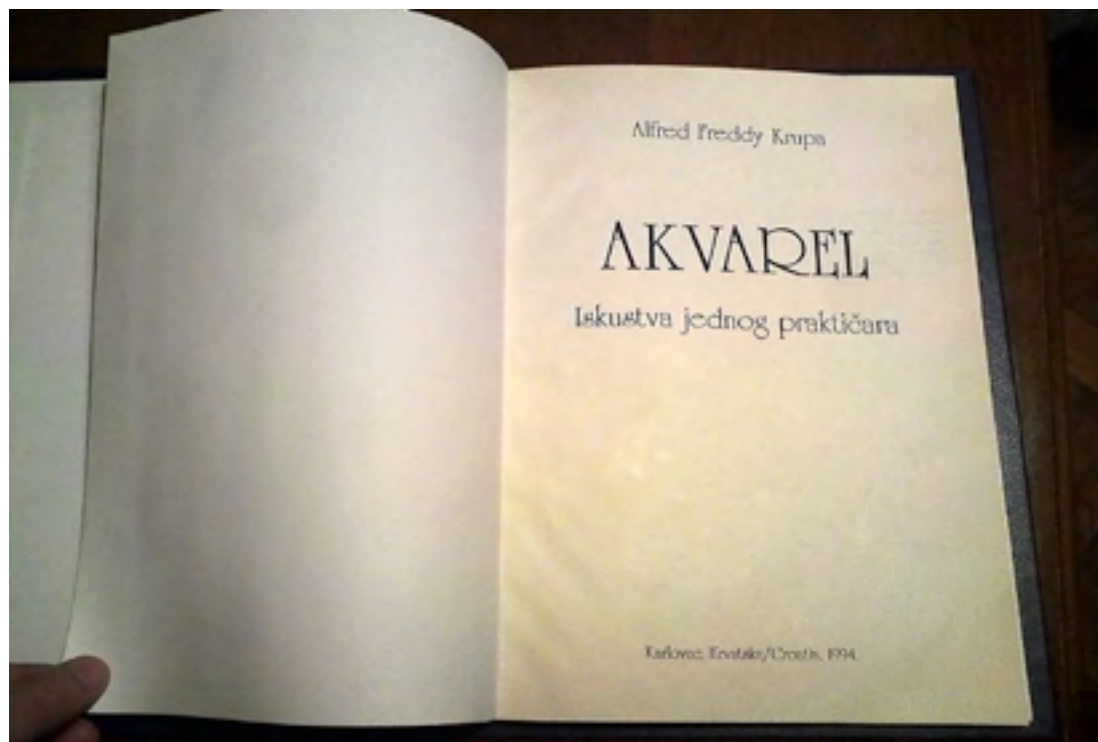 Alfred Freddy Krupa
AKVAREL
Iskustva jednog praktičara
Karlovac, Hrvatska/Croatia, 1994.